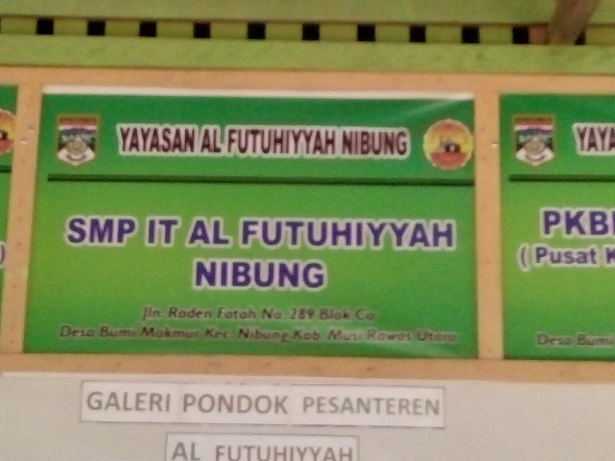 YAYASAN AL FUTUHIYYAH NIBUNG
SMP IT AL FUTUHIYYAH
NIBUNG
Jln. Raden Fatah No. 289 Blok Ca
Desa Bumi Makmur Kec. Nibung Kab. Musi Rawas Utara
)
YAYA
PKB
( Pusat K
Desa Bumi
GALERI PONDOK PESANTEREN
AL FUTUHIYYAH